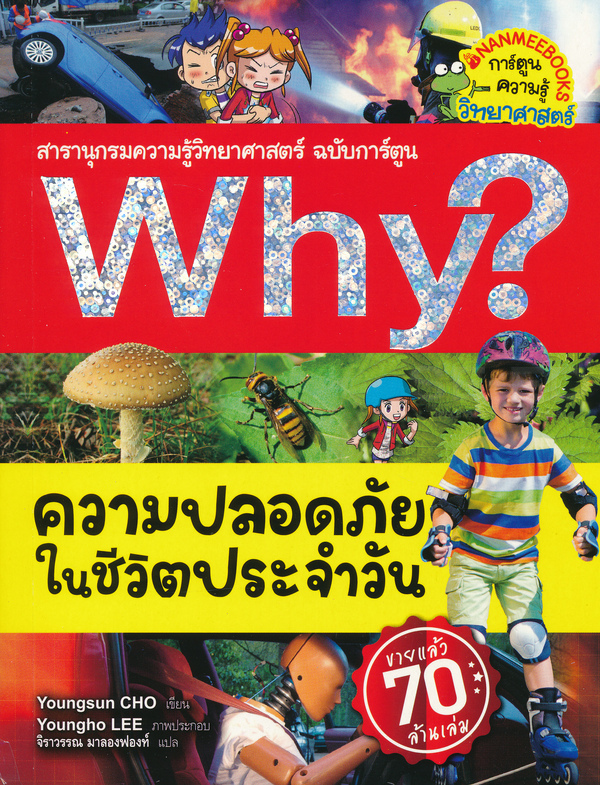 NANMEEBOOKS
การ์ตูน
ความรู้
วิทยาศาสตร์
สารานุกรมความรู้วิทยาศาสตร์ ฉบับการ์ตูน
Why?
ความปลอดภัย
ในชีวิตประจำวัน
ขายแล้ว
70
ล้านเล่ม
Youngsun CHO เขียน
Youngho LEE ภาพประกอบ
จิราวรรณ มาลองฟองท์ แปล